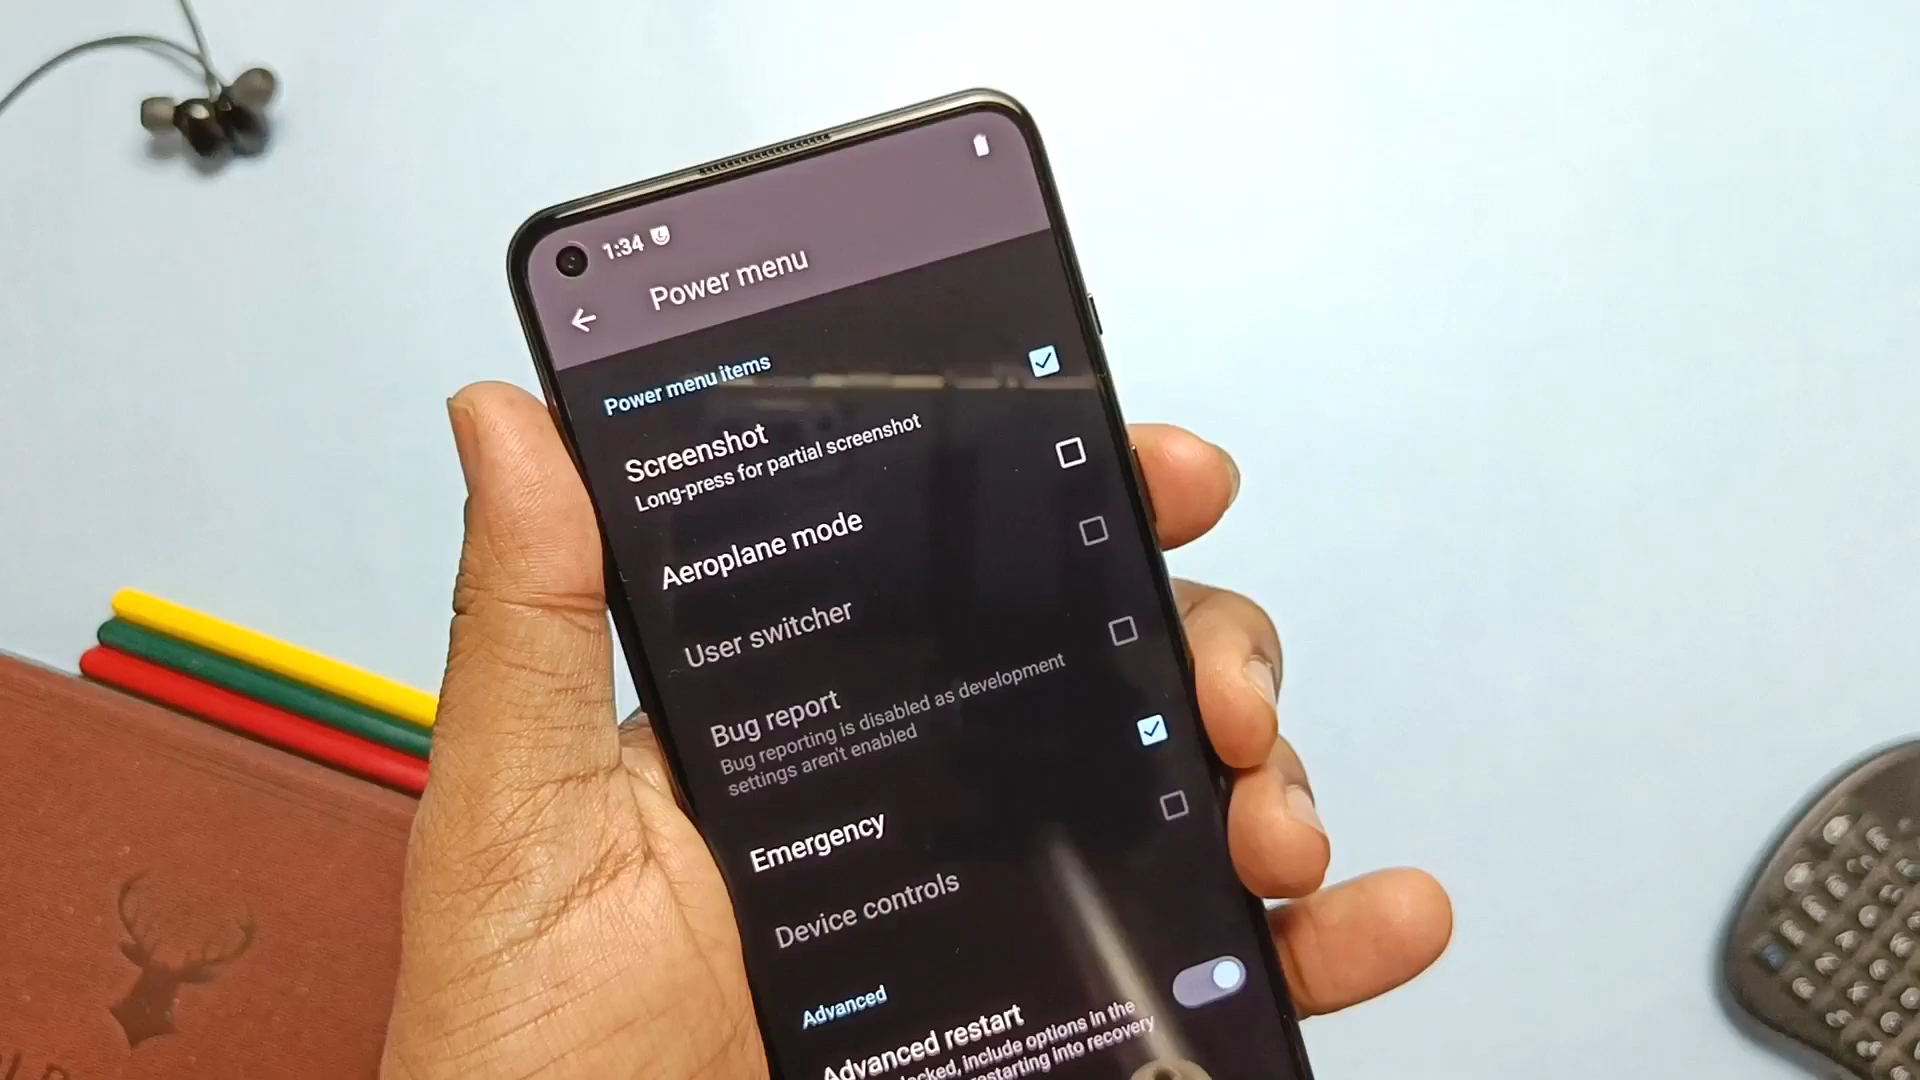 1:34
Power menu
Power menu items
Screenshot
Long-press for partial screenshot
Aeroplane mode
User switcher
Bug report
Bug reporting is disabled as development
settings aren't enabled
Emergency
Device controls
Advanced
Advanced restart
include options in the
restarting into recovery